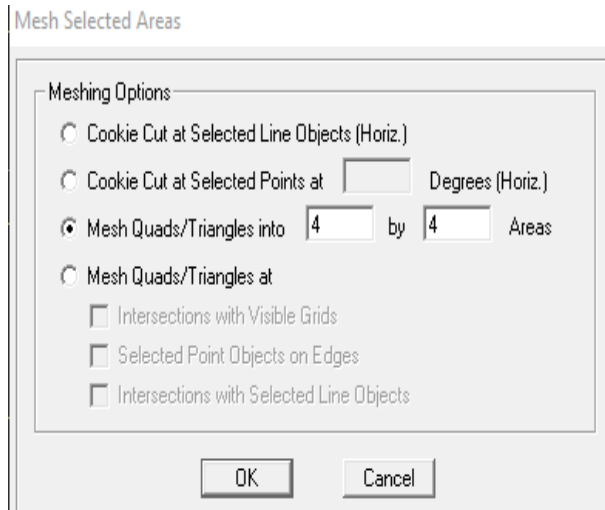 Mesh Selected Areas
Meshing Options
Cookie Cut at Selected Line Objects (Horiz.)
Cookie Cut at Selected Points at Degrees (Horiz.)
Mesh Quads/Triangles into 4 by 4 Areas
Mesh Quads/Triangles at
Intersections with Visible Grids
Selected Point Objects on Edges
Intersections with Selected Line Objects
OK Cancel